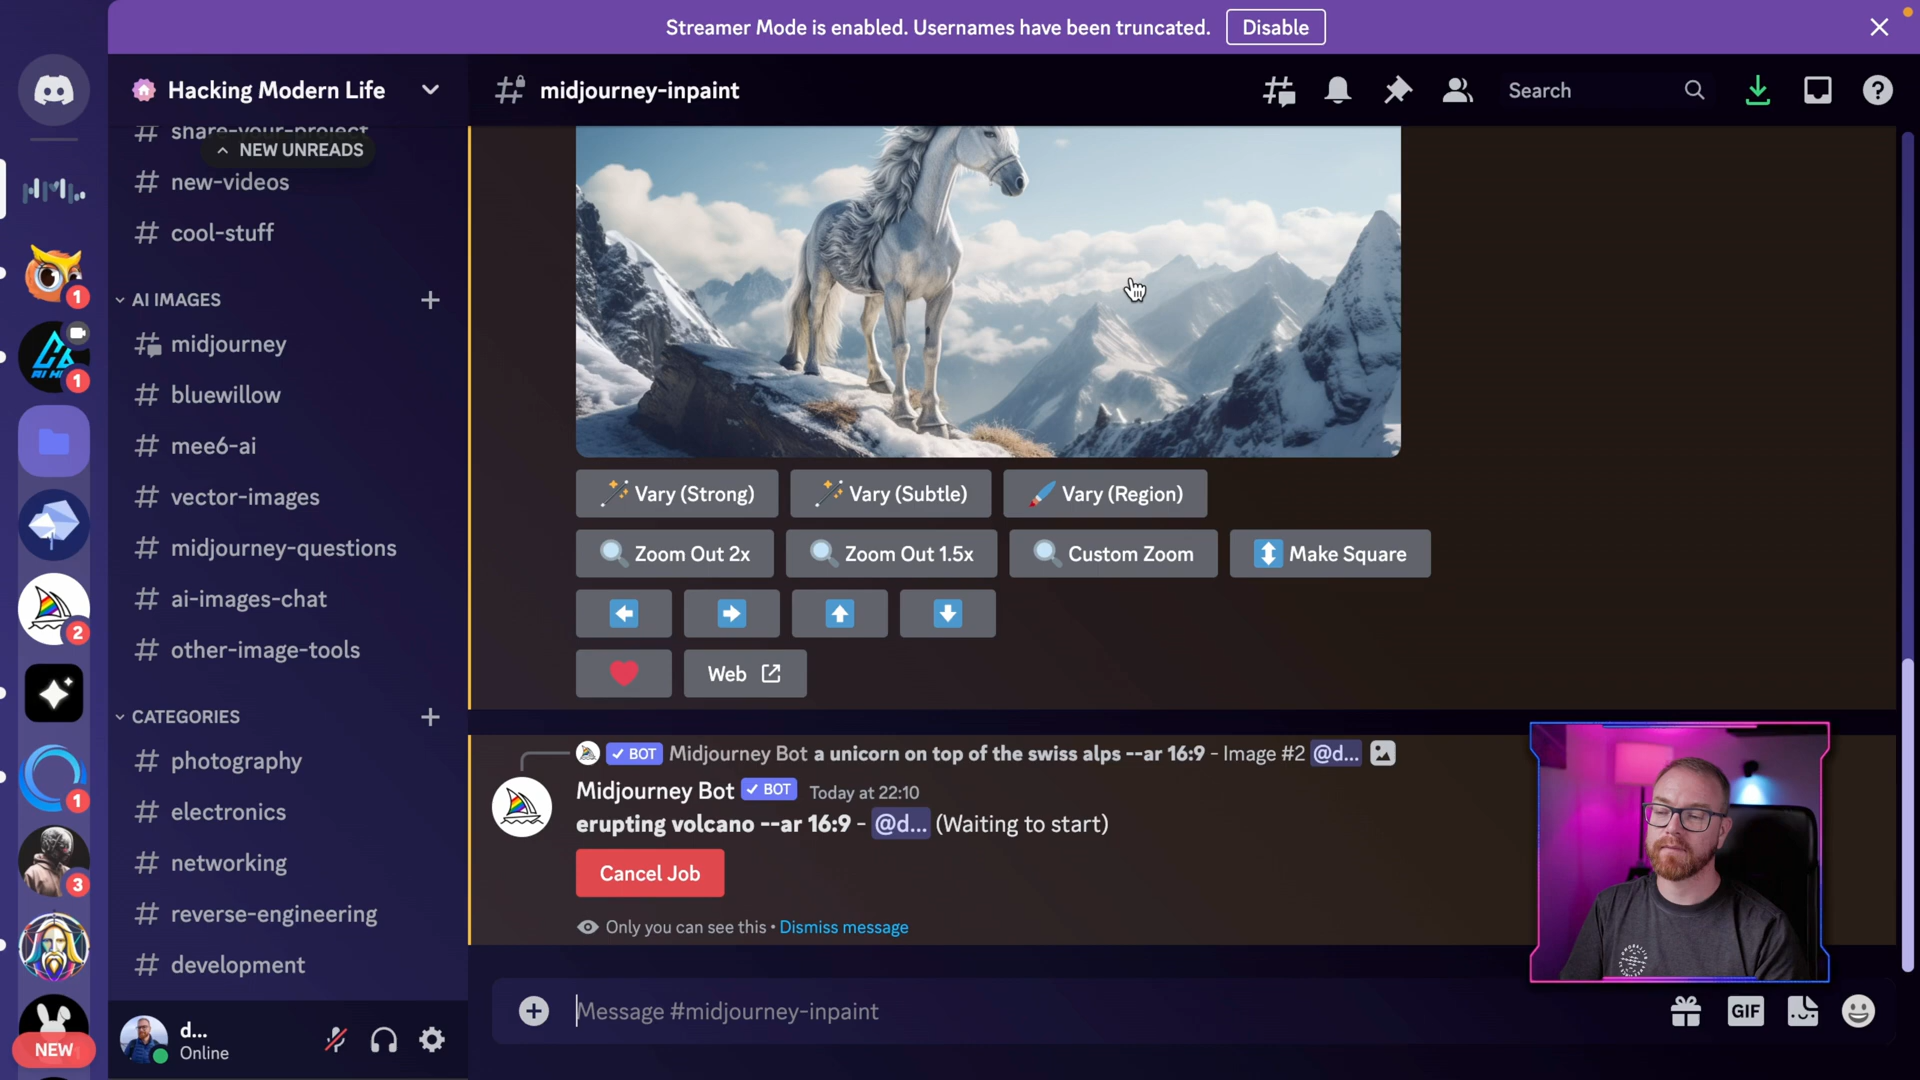 Streamer Mode is enabled. Usernames have been truncated. Disable
Hacking Modern Life
midjourney-inpaint
Search
share-your-project
NEW UNREADS
new-videos
cool-stuff
AI IMAGES
midjourney
bluewillow
mee6-ai
vector-images
midjourney-questions
ai-images-chat
other-image-tools
CATEGORIES
photography
electronics
networking
reverse-engineering
development
1
1
2
1
3
NEW
d...
Online
Vary (Strong) Vary (Subtle) Vary (Region)
Zoom Out 2x Zoom Out 1.5x Custom Zoom Make Square
Web
BOT Midjourney Bot a unicorn on top of the swiss alps --ar 16:9 - Image #2 @d...
Midjourney Bot BOT Today at 22:10
erupting volcano --ar 16:9 - @d... (Waiting to start)
Cancel Job
Only you can see this • Dismiss message
Message #midjourney-inpaint
GIF